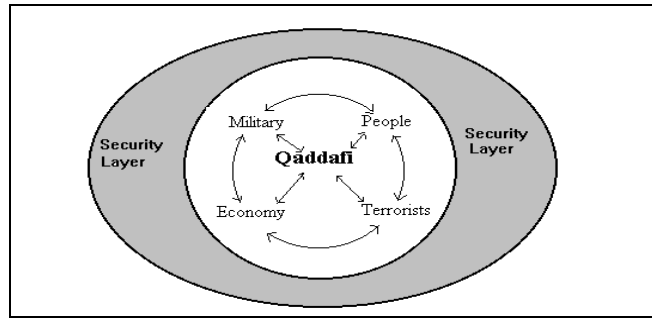 Military
People
Security
Layer
Qaddafi
Security
Layer
Economy
Terrorists